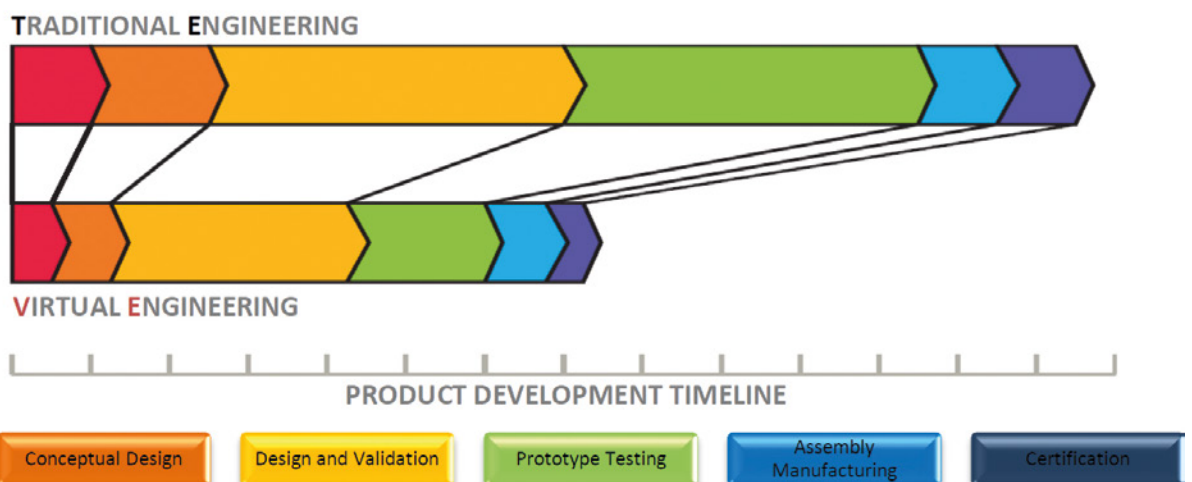 TRADITIONAL ENGINEERING
VIRTUAL ENGINEERING
PRODUCT DEVELOPMENT TIMELINE
Conceptual Design
Design and Validation
Prototype Testing
Assembly
Manufacturing
Certification